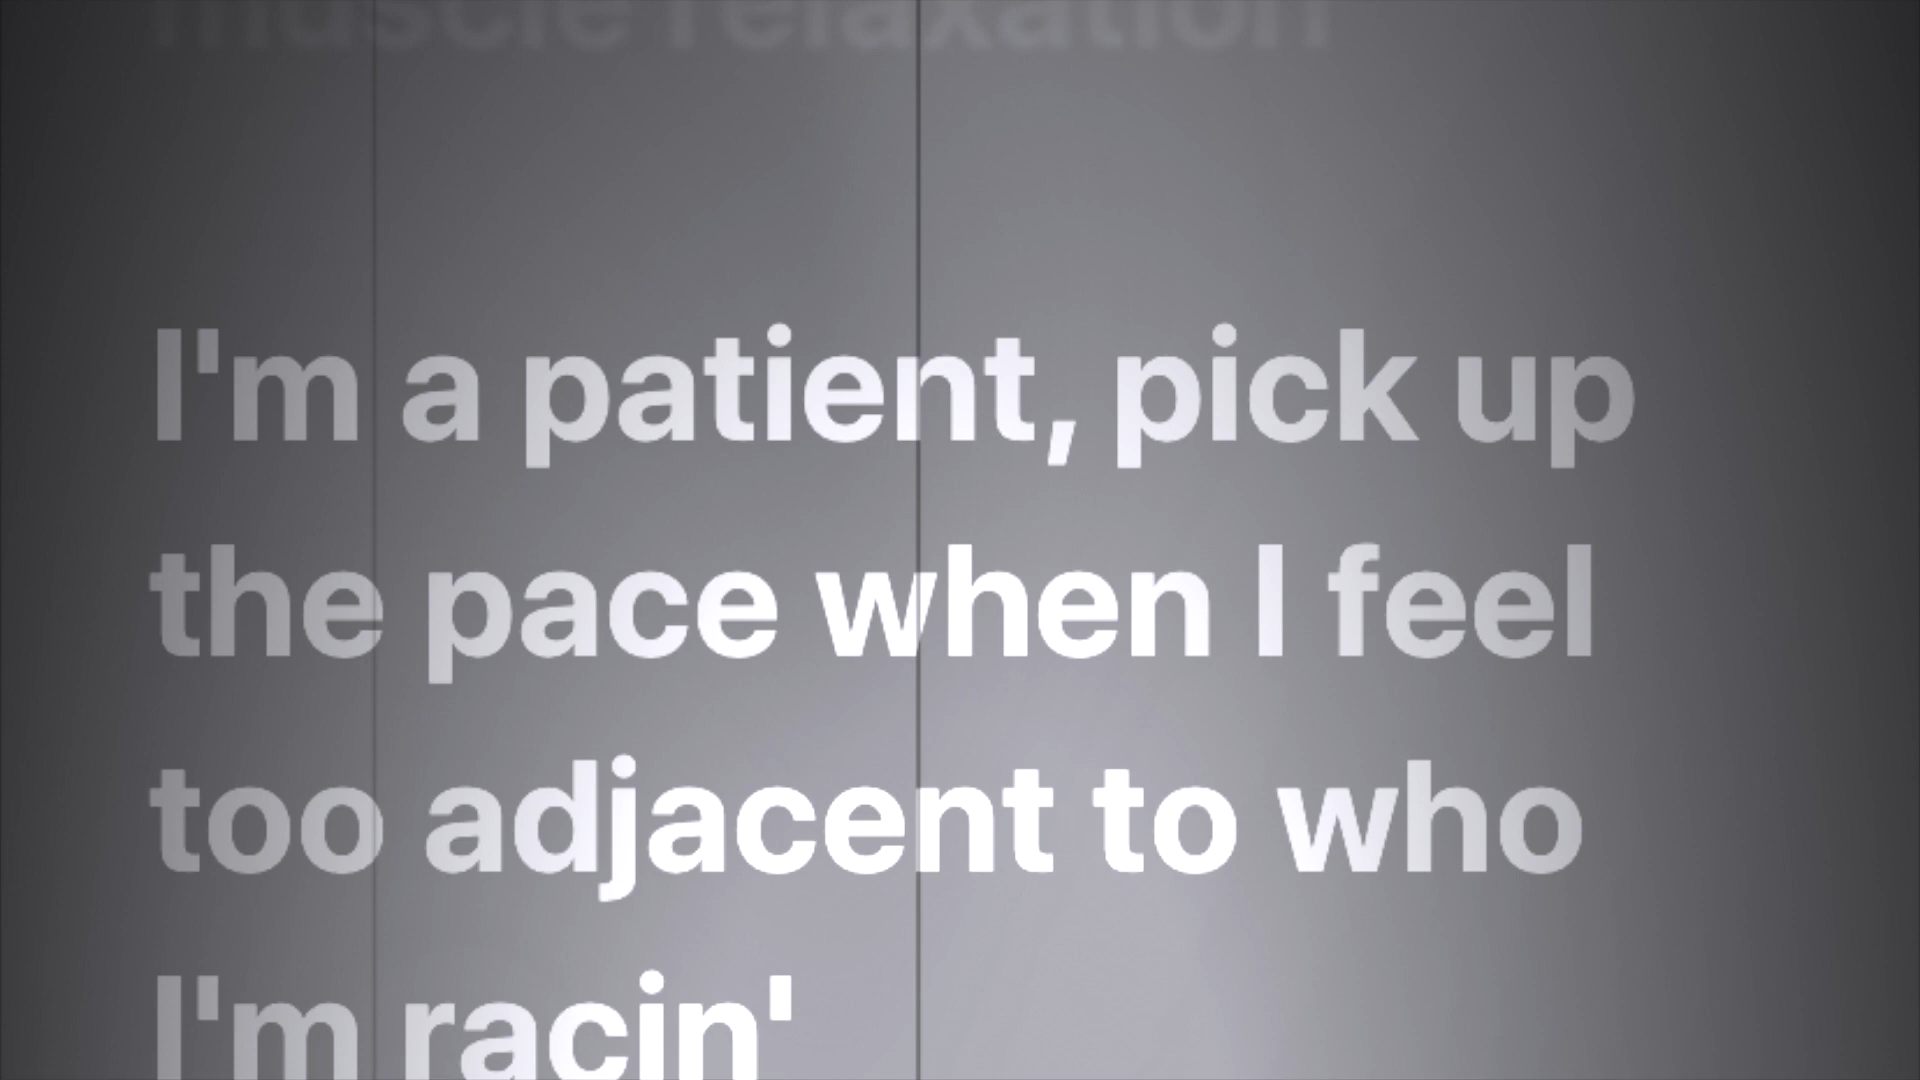 muscle relaxation
I'm a patient, pick up
the pace when I feel
too adjacent to who
I'm racin'